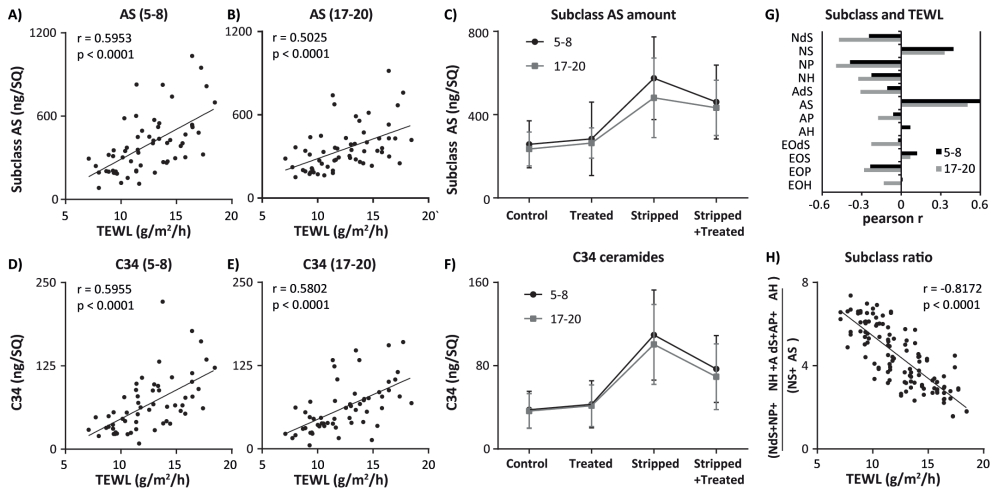 A)
AS (5-8)
1200
600
0
r = 0.5953
p < 0.0001
Subclass AS (ng/SQ)
5
10
15
20
TEWL (g/m²/h)
B)
AS (17-20)
1200
600
0
r = 0.5025
p < 0.0001
5
10
15
20`
TEWL (g/m²/h)
C)
Subclass AS amount
800
400
0
5-8
17-20
Subclass AS (ng/SQ)
Control
Treated
Stripped
Stripped
+Treated
G)
Subclass and TEWL
NdS
NS
NP
NH
AdS
AS
AP
AH
EOdS
EOS
EOP
EOH
5-8
17-20
-0.6
-0.3
0
0.3
0.6
pearson r
D)
C34 (5-8)
250
125
0
r = 0.5955
p < 0.0001
C34 (ng/SQ)
5
10
15
20
TEWL (g/m²/h)
E)
C34 (17-20)
250
125
0
r = 0.5802
p < 0.0001
5
10
15
20
TEWL (g/m²/h)
F)
C34 ceramides
160
80
0
5-8
17-20
C34 (ng/SQ)
Control
Treated
Stripped
Stripped
+Treated
H)
Subclass ratio
8
4
0
r = -0.8172
p < 0.0001
(NdS+NP+ NH +A dS+AP+ AH )
(NS+ AS )
5
10
15
20
TEWL (g/m²/h)